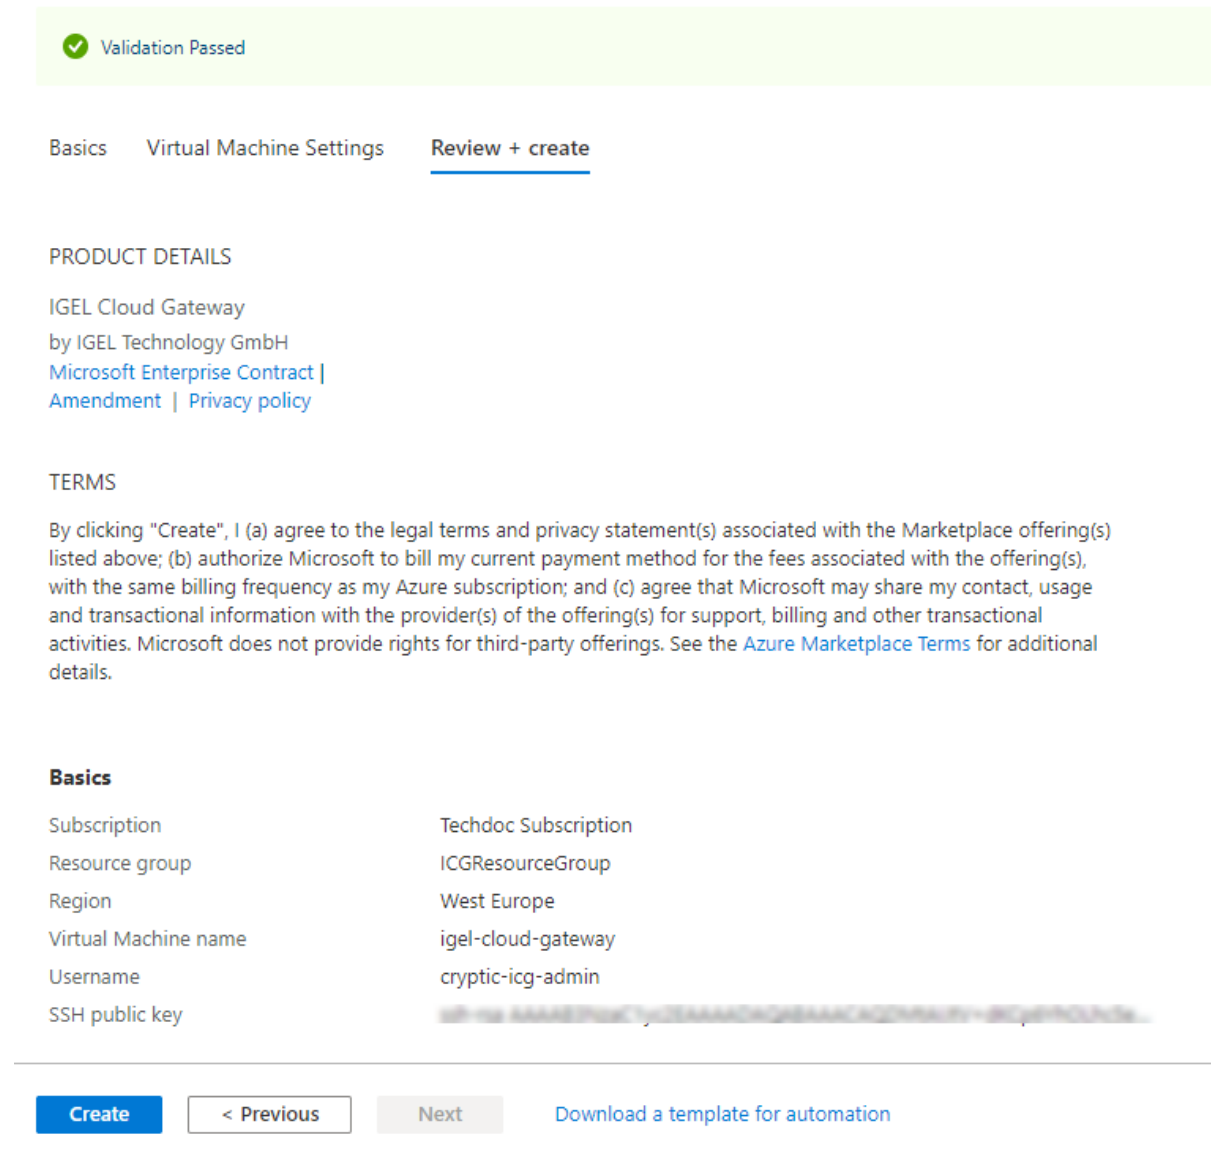 Validation Passed
Basics Virtual Machine Settings Review + create
PRODUCT DETAILS
IGEL Cloud Gateway
by IGEL Technology GmbH
Microsoft Enterprise Contract |
Amendment | Privacy policy
TERMS
By clicking "Create", I (a) agree to the legal terms and privacy statement(s) associated with the Marketplace offering(s)
listed above; (b) authorize Microsoft to bill my current payment method for the fees associated with the offering(s),
with the same billing frequency as my Azure subscription; and (c) agree that Microsoft may share my contact, usage
and transactional information with the provider(s) of the offering(s) for support, billing and other transactional
activities. Microsoft does not provide rights for third-party offerings. See the Azure Marketplace Terms for additional
details.
Basics
Subscription Techdoc Subscription
Resource group ICGResourceGroup
Region West Europe
Virtual Machine name igel-cloud-gateway
Username cryptic-icg-admin
SSH public key
Create < Previous Next Download a template for automation